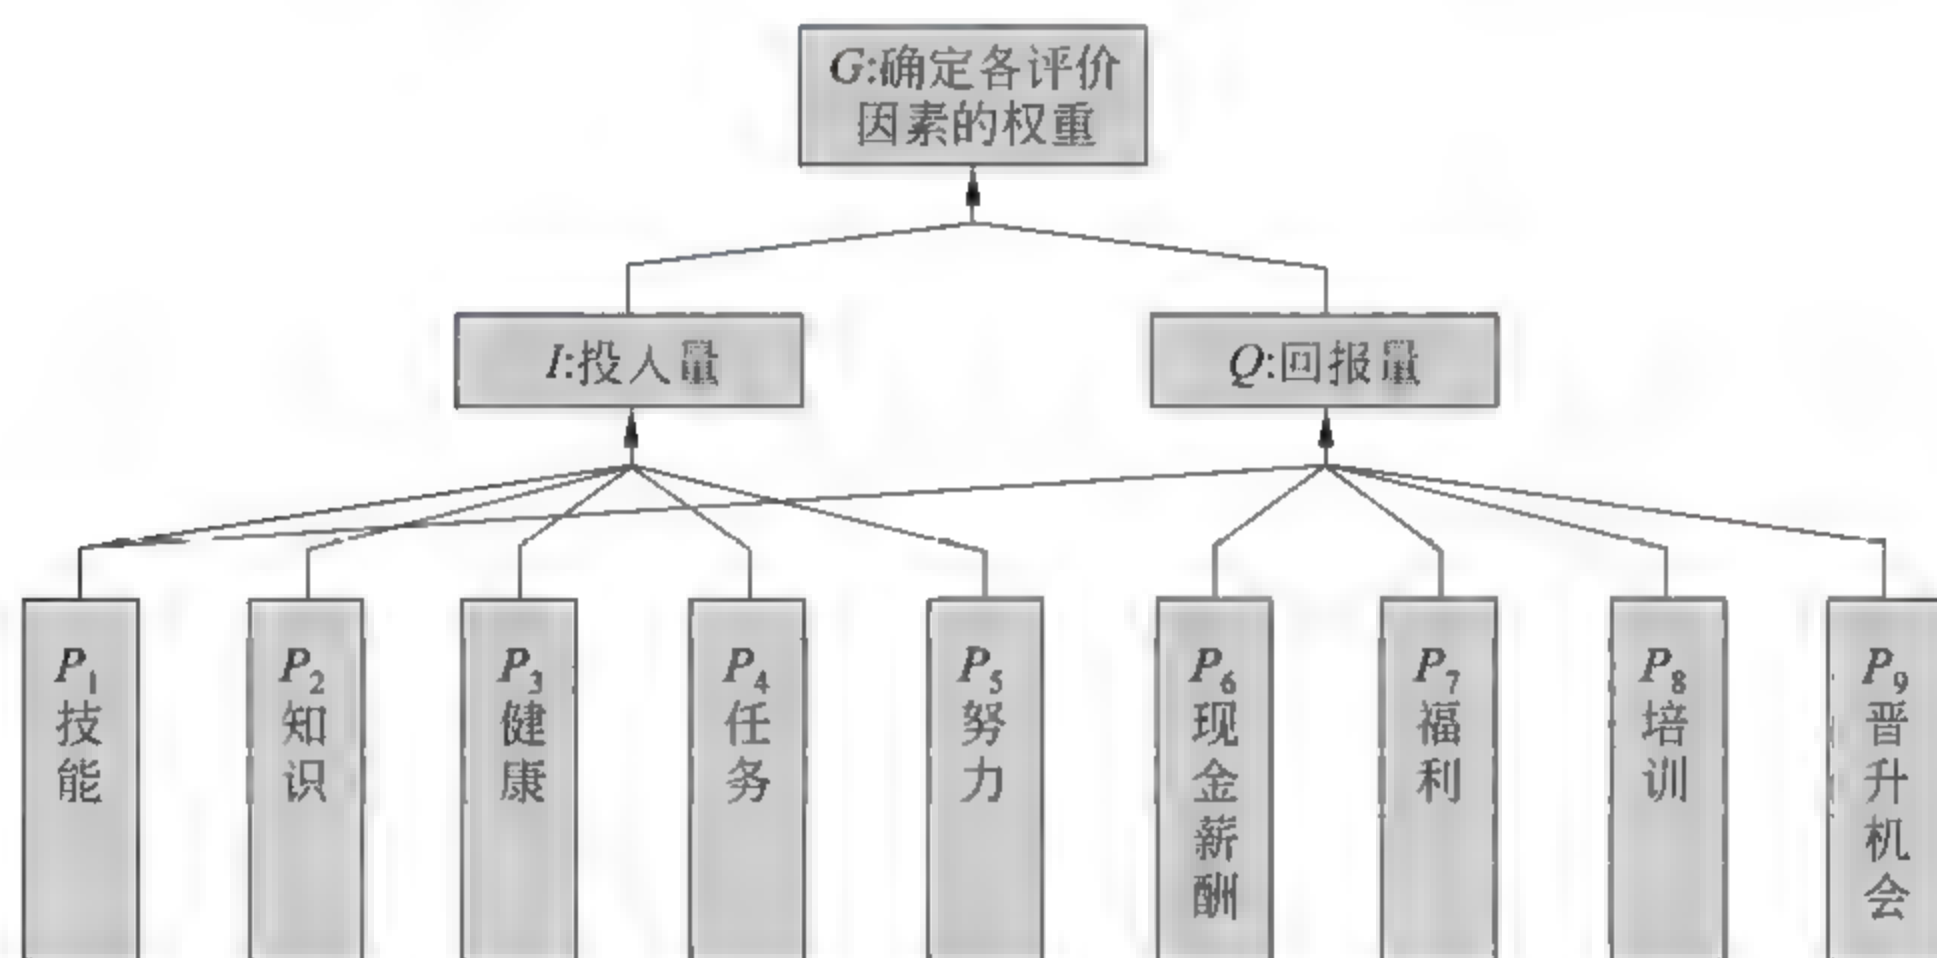 G:确定各评价
因素的权重
I:投入量
Q:回报量
P1
技
能
P2
知
识
P3
健
康
P4
任
务
P5
努
力
P6
现
金
薪
酬
P7
福
利
P8
培
训
P9
晋
升
机
会